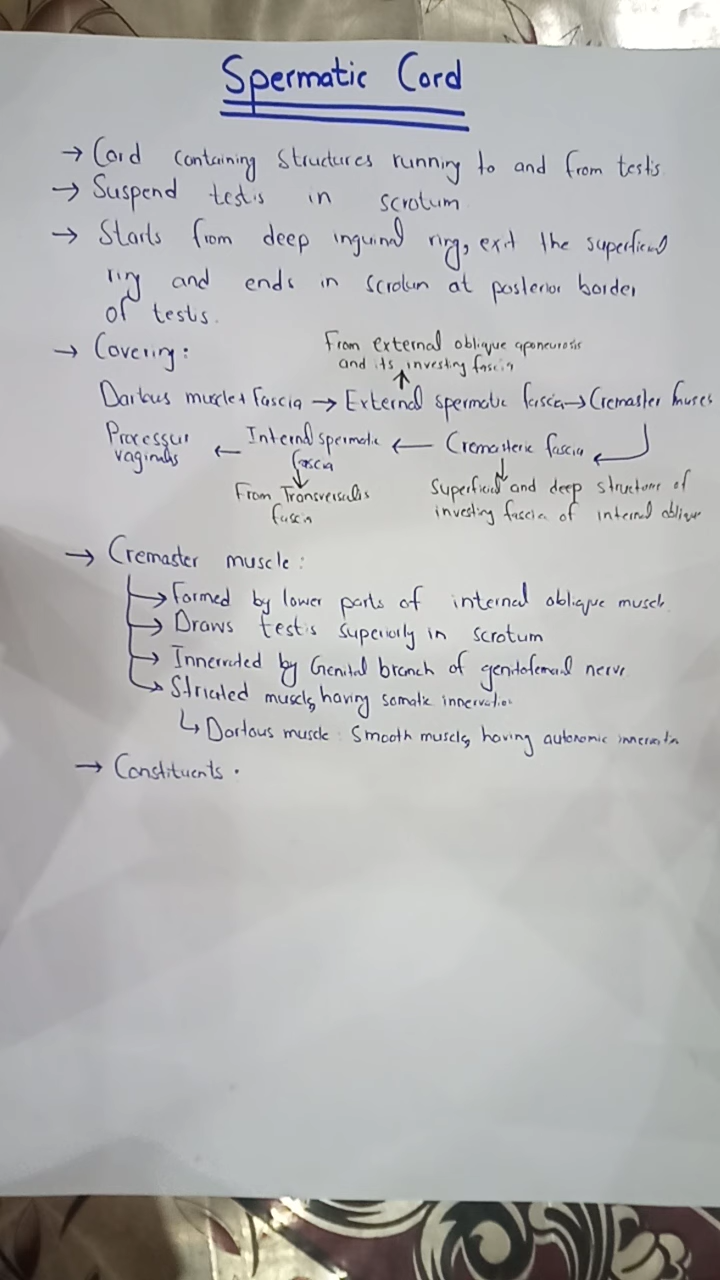 Spermatic Cord
→ Cord containing structures running to and from testis
→ Suspend testis in scrotum
→ Starts from deep inguinal ring, exit the superficial
ring and ends in scrotum at posterior border
of testis.
→ Covering:
From external oblique aponeurosis
and its investing fascia
Dartous muscle + Fascia → External spermatic fascia → Cremaster
Processus vaginalis ← Internal spermatic fascia ← Cremasteric fascia
From Transversalis fascia
Superficial and deep structure of
investing fascia of internal oblique
→ Cremaster muscle:
→ Formed by lower parts of internal oblique muscle
→ Draws testis superiorly in scrotum
→ Innervated by Genital branch of genitofemoral nerve
→ Striated muscle, having somatic innervation
↳ Dartous muscle: Smooth muscle, having autonomic innervation
→ Constituents.